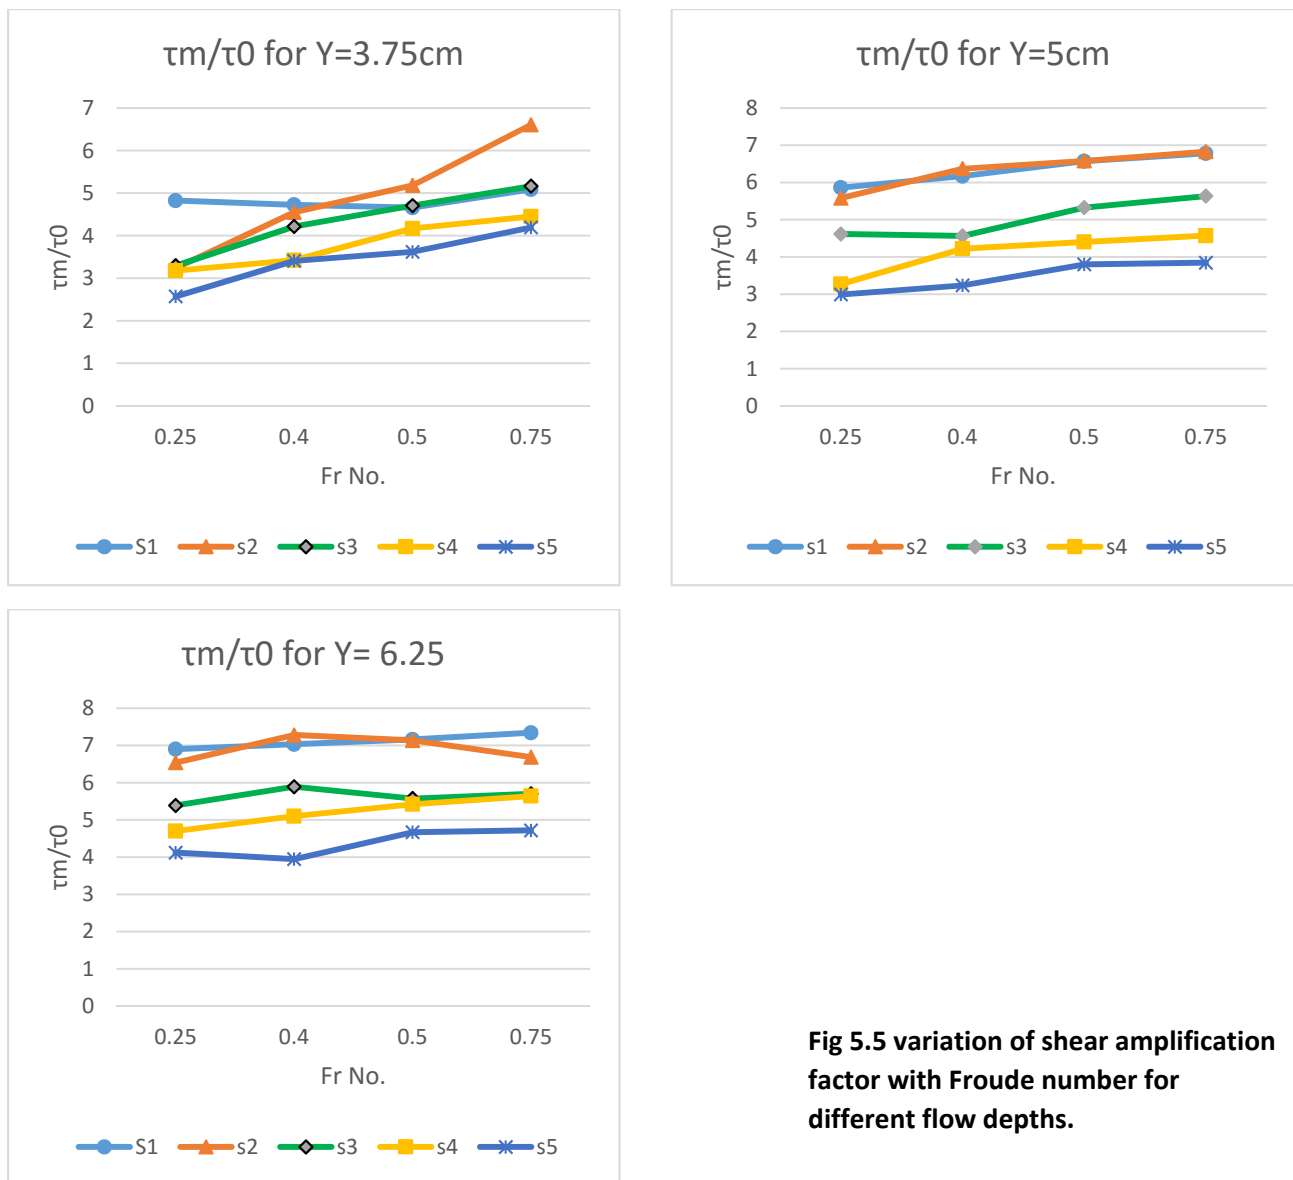 τm/τ0 for Y=3.75cm
7
6
5
4
3
2
1
0
τm/τ0
0.25 0.4 0.5 0.75
Fr No.
S1 s2 s3 s4 s5
τm/τ0 for Y=5cm
8
7
6
5
4
3
2
1
0
τm/τ0
0.25 0.4 0.5 0.75
Fr No.
s1 s2 s3 s4 s5
τm/τ0 for Y= 6.25
8
7
6
5
4
3
2
1
0
τm/τ0
0.25 0.4 0.5 0.75
Fr No.
S1 s2 s3 s4 s5
Fig 5.5 variation of shear amplification
factor with Froude number for
different flow depths.